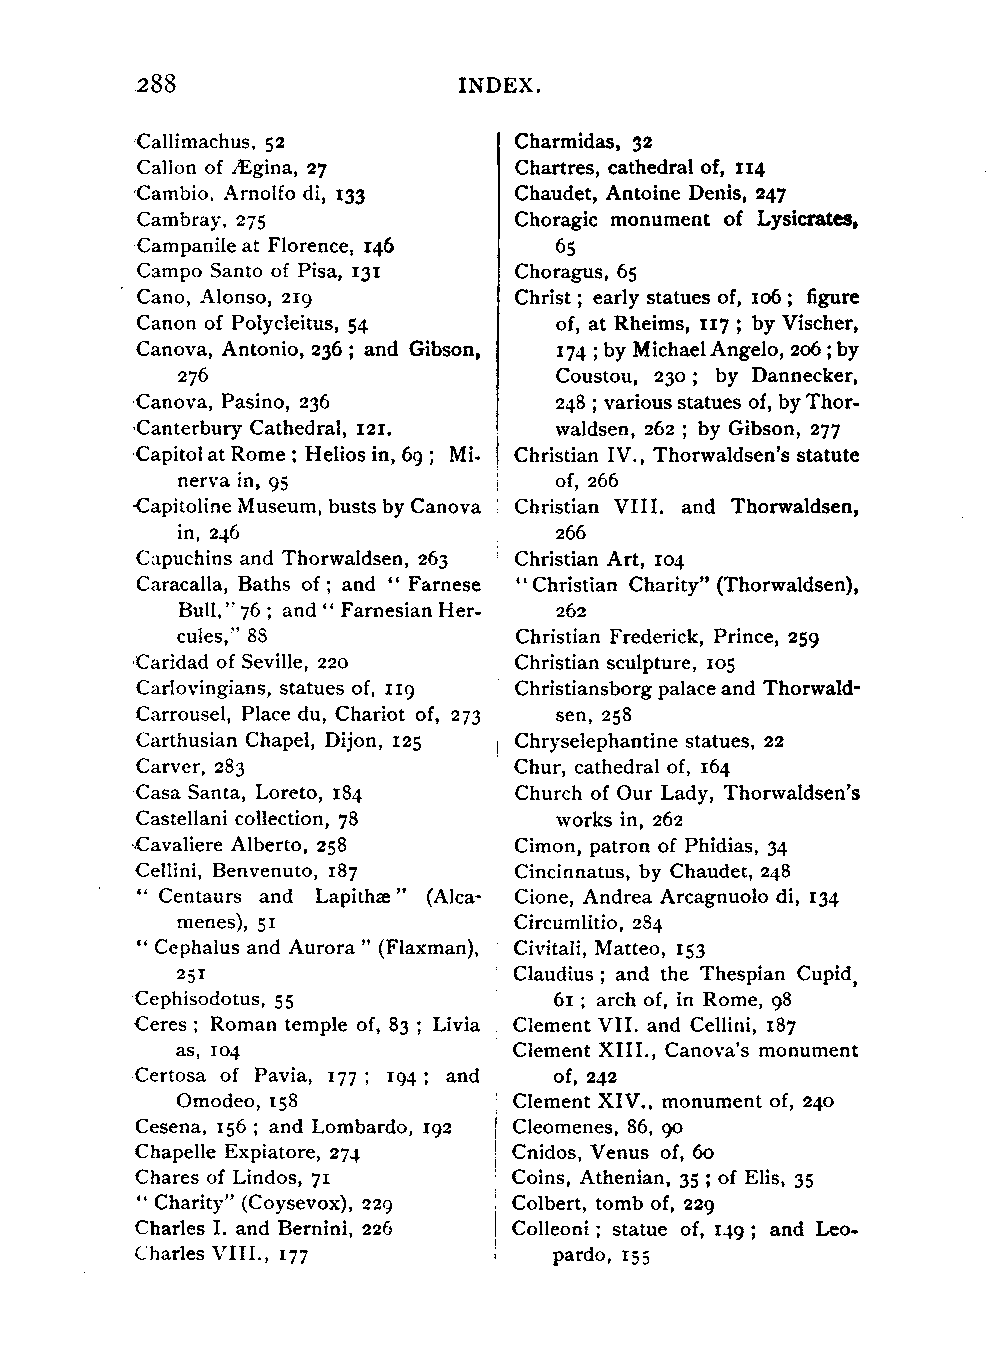 288 INDEX.
Callimachus, 52
Callon of Ægina, 27
Cambio, Arnolfo di, 133
Cambray, 275
Campanile at Florence, 146
Campo Santo of Pisa, 131
Cano, Alonso, 219
Canon of Polycleitus, 54
Canova, Antonio, 236 ; and Gibson,
276
Canova, Pasino, 236
Canterbury Cathedral, 121.
Capitol at Rome ; Helios in, 69 ; Mi-
nerva in, 95
Capitoline Museum, busts by Canova
in, 246
Capuchins and Thorwaldsen, 263
Caracalla, Baths of ; and “ Farnese
Bull,” 76 ; and “ Farnesian Her-
cules,” 88
Caridad of Seville, 220
Carlovingians, statues of, 119
Carrousel, Place du, Chariot of, 273
Carthusian Chapel, Dijon, 125
Carver, 283
Casa Santa, Loreto, 184
Castellani collection, 78
Cavaliere Alberto, 258
Cellini, Benvenuto, 187
“ Centaurs and Lapithæ ” (Alca-
menes), 51
“ Cephalus and Aurora ” (Flaxman),
251
Cephisodotus, 55
Ceres ; Roman temple of, 83 ; Livia
as, 104
Certosa of Pavia, 177 ; 194 ; and
Omodeo, 158
Cesena, 156 ; and Lombardo, 192
Chapelle Expiatore, 274
Chares of Lindos, 71
“ Charity” (Coysevox), 229
Charles I. and Bernini, 226
Charles VIII., 177
Charmidas, 32
Chartres, cathedral of, 114
Chaudet, Antoine Denis, 247
Choragic monument of Lysicrates,
65
Choragus, 65
Christ ; early statues of, 106 ; figure
of, at Rheims, 117 ; by Vischer,
174 ; by Michael Angelo, 206 ; by
Coustou, 230 ; by Dannecker,
248 ; various statues of, by Thor-
waldsen, 262 ; by Gibson, 277
Christian IV., Thorwaldsen’s statute
of, 266
Christian VIII. and Thorwaldsen,
266
Christian Art, 104
“ Christian Charity” (Thorwaldsen),
262
Christian Frederick, Prince, 259
Christian sculpture, 105
Christiansborg palace and Thorwald-
sen, 258
Chryselephantine statues, 22
Chur, cathedral of, 164
Church of Our Lady, Thorwaldsen’s
works in, 262
Cimon, patron of Phidias, 34
Cincinnatus, by Chaudet, 248
Cione, Andrea Arcagnuolo di, 134
Circumlitio, 284
Civitali, Matteo, 153
Claudius ; and the Thespian Cupid,
61 ; arch of, in Rome, 98
Clement VII. and Cellini, 187
Clement XIII., Canova’s monument
of, 242
Clement XIV., monument of, 240
Cleomenes, 86, 90
Cnidos, Venus of, 60
Coins, Athenian, 35 ; of Elis, 35
Colbert, tomb of, 229
Colleoni ; statue of, 149 ; and Leo-
pardo, 155